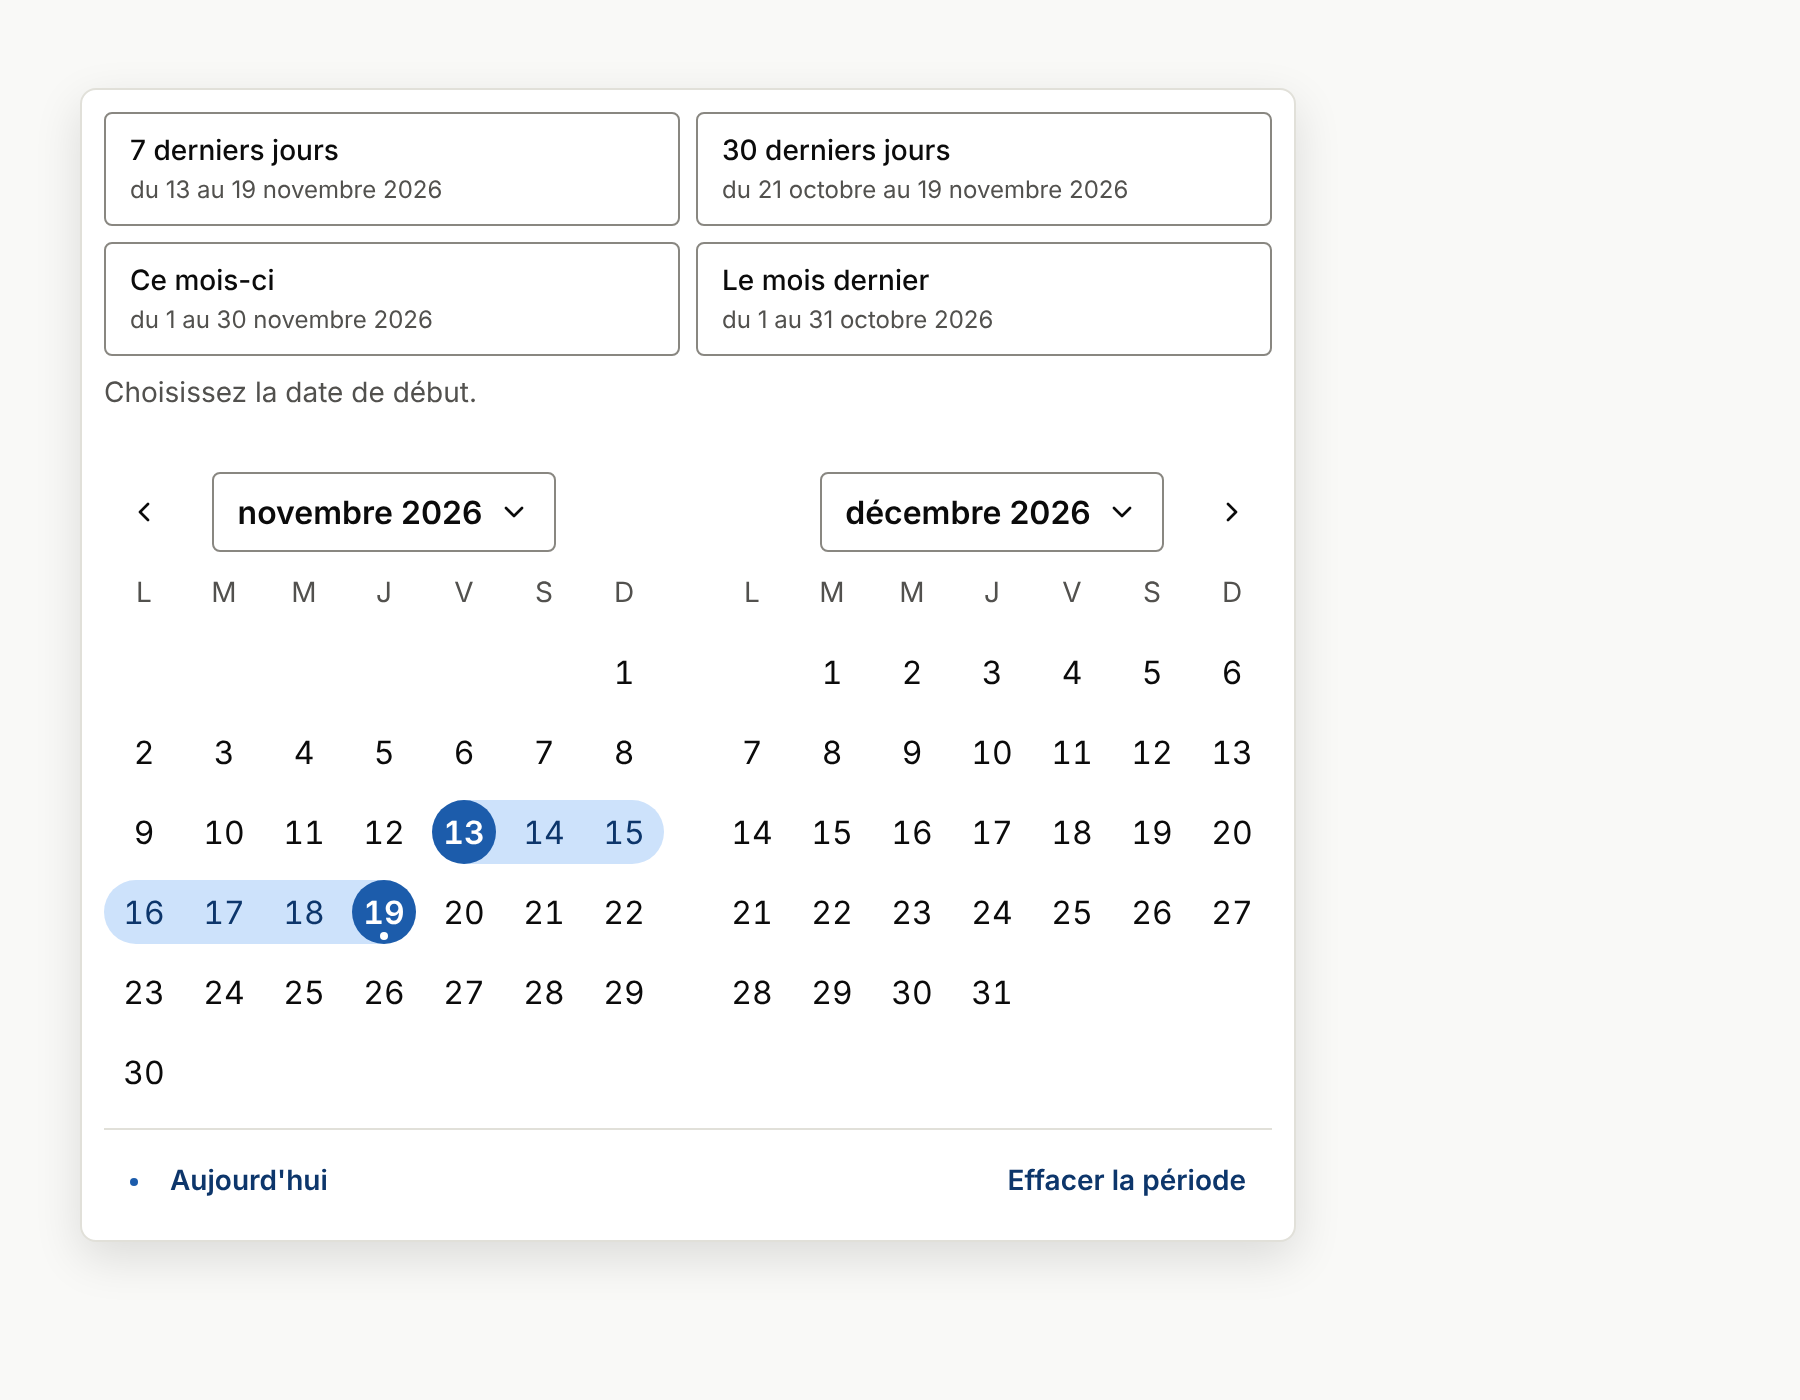 7 derniers jours
du 13 au 19 novembre 2026
30 derniers jours
du 21 octobre au 19 novembre 2026
Ce mois-ci
du 1 au 30 novembre 2026
Le mois dernier
du 1 au 31 octobre 2026
Choisissez la date de début.
novembre 2026
L M M J V S D
1
2 3 4 5 6 7 8
9 10 11 12 13 14 15
16 17 18 19 20 21 22
23 24 25 26 27 28 29
30
décembre 2026
L M M J V S D
1 2 3 4 5 6
7 8 9 10 11 12 13
14 15 16 17 18 19 20
21 22 23 24 25 26 27
28 29 30 31
Aujourd'hui
Effacer la période